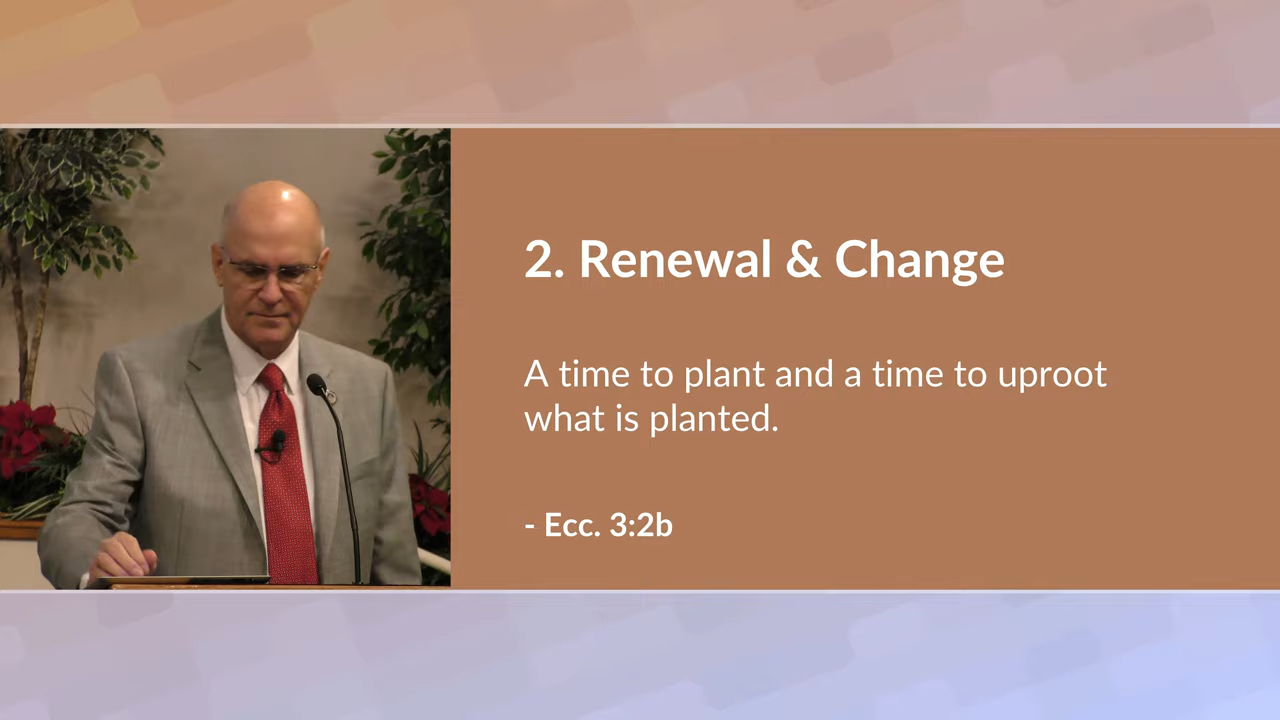 2. Renewal & Change
A time to plant and a time to uproot
what is planted.
- Ecc. 3:2b